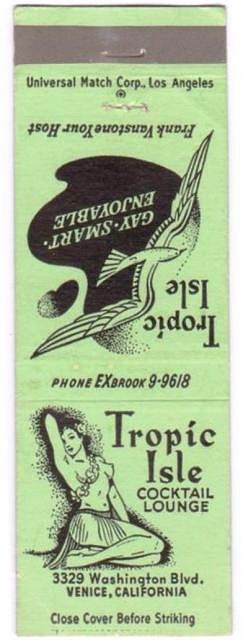 Universal Match Corp., Los Angeles
Frank Vanstone Your Host
GAY·SMART·
ENJOYABLE
Tropic
Isle
PHONE EXBROOK 9-9618
Tropic
Isle
COCKTAIL
LOUNGE
3329 Washington Blvd.
VENICE, CALIFORNIA
Close Cover Before Striking